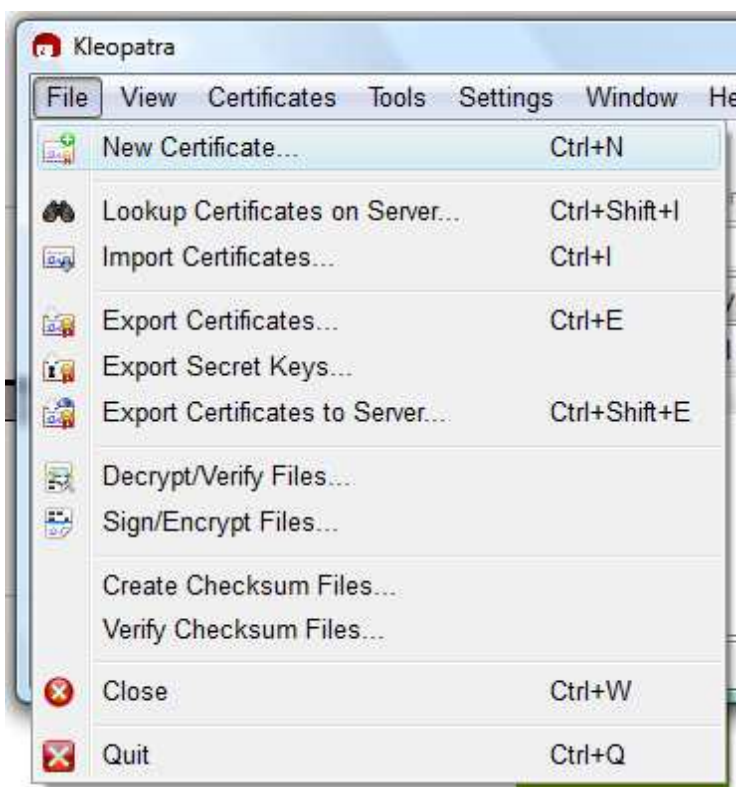 Kleopatra
File View Certificates Tools Settings Window He
New Certificate... Ctrl+N
Lookup Certificates on Server... Ctrl+Shift+I
Import Certificates... Ctrl+I
Export Certificates... Ctrl+E
Export Secret Keys...
Export Certificates to Server... Ctrl+Shift+E
Decrypt/Verify Files...
Sign/Encrypt Files...
Create Checksum Files...
Verify Checksum Files...
Close Ctrl+W
Quit Ctrl+Q